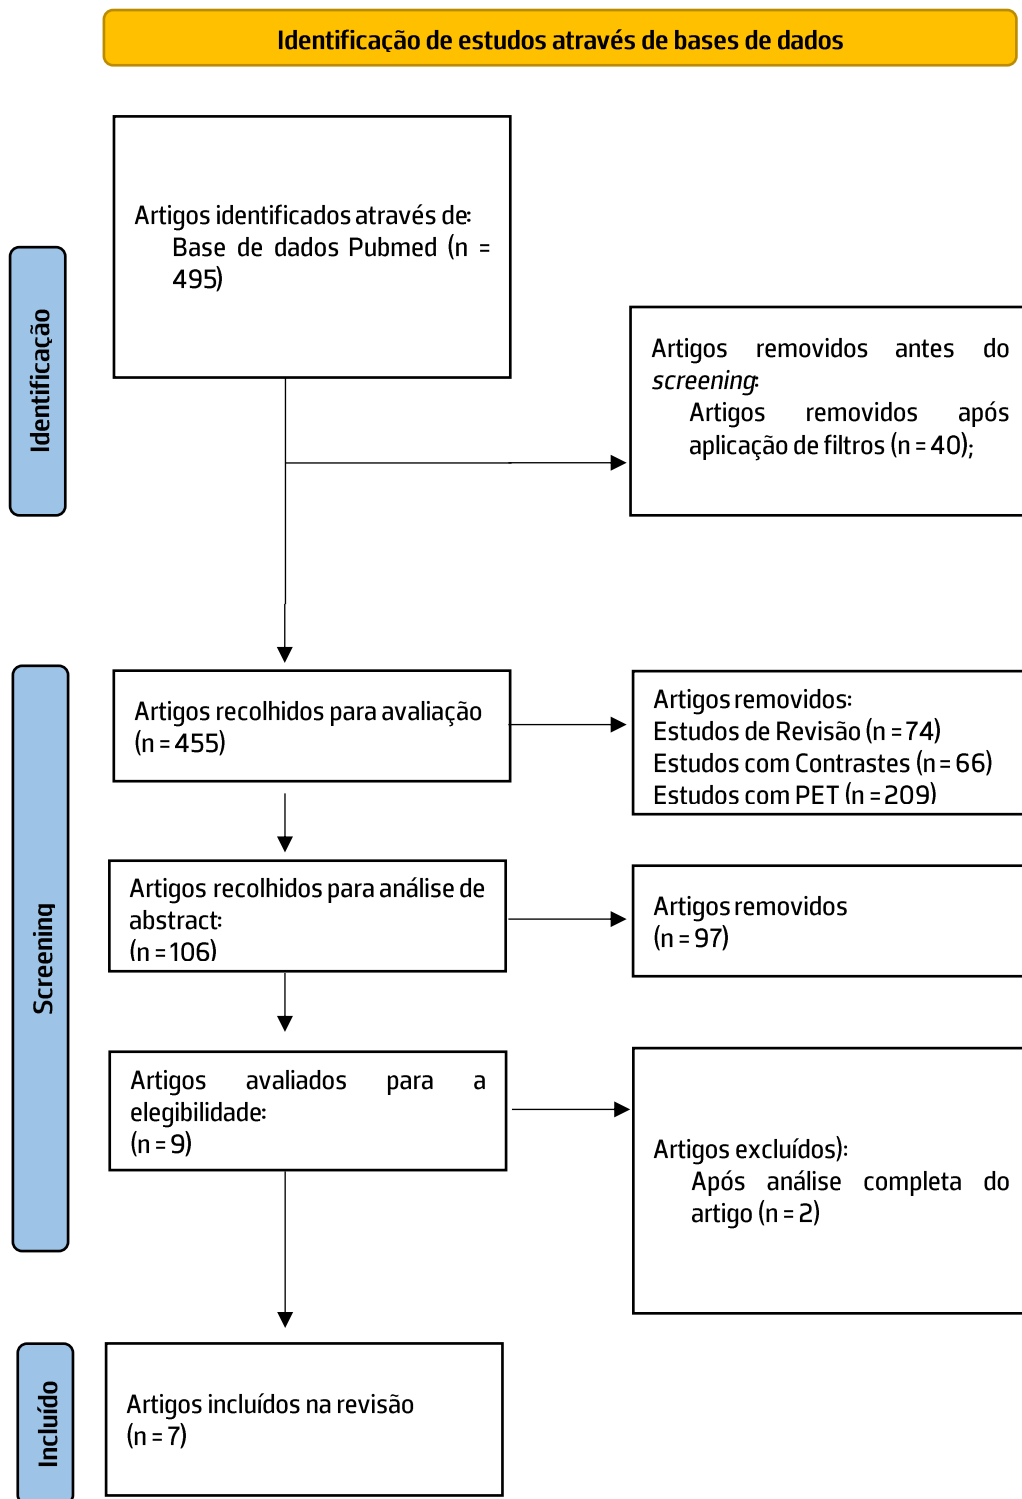 Identificação de estudos através de bases de dados
Identificação
Artigos identificados através de:
Base de dados Pubmed (n =
495)
Artigos removidos antes do
screening:
Artigos removidos após
aplicação de filtros (n = 40);
Screening
Artigos recolhidos para avaliação
(n = 455)
Artigos removidos:
Estudos de Revisão (n = 74)
Estudos com Contrastes (n = 66)
Estudos com PET (n = 209)
Artigos recolhidos para análise de
abstract:
(n = 106)
Artigos removidos
(n = 97)
Artigos avaliados para a
elegibilidade:
(n = 9)
Artigos excluídos):
Após análise completa do
artigo (n = 2)
Incluído
Artigos incluídos na revisão
(n = 7)